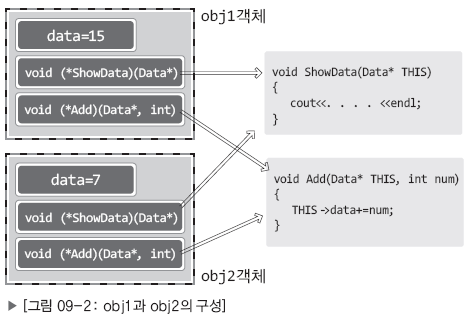 obj1객체
data=15
void (*ShowData)(Data*)
void (*Add)(Data*, int)
void ShowData(Data* THIS)
{
cout<<. . . . <<endl;
}
data=7
void (*ShowData)(Data*)
void (*Add)(Data*, int)
obj2객체
void Add(Data* THIS, int num)
{
THIS->data+=num;
}
▶ [그림 09-2: obj1과 obj2의 구성]